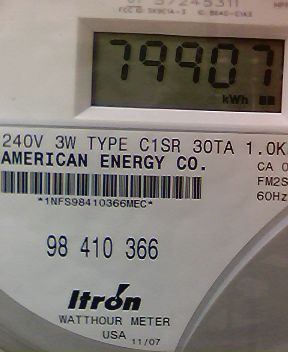 79907
kWh
240V 3W TYPE C1SR 30TA 1.0K
AMERICAN ENERGY CO.
CA 0
FM2S
60Hz
*1NFS98410366MEC*
98 410 366
Itron
WATTHOUR METER
USA 11/07